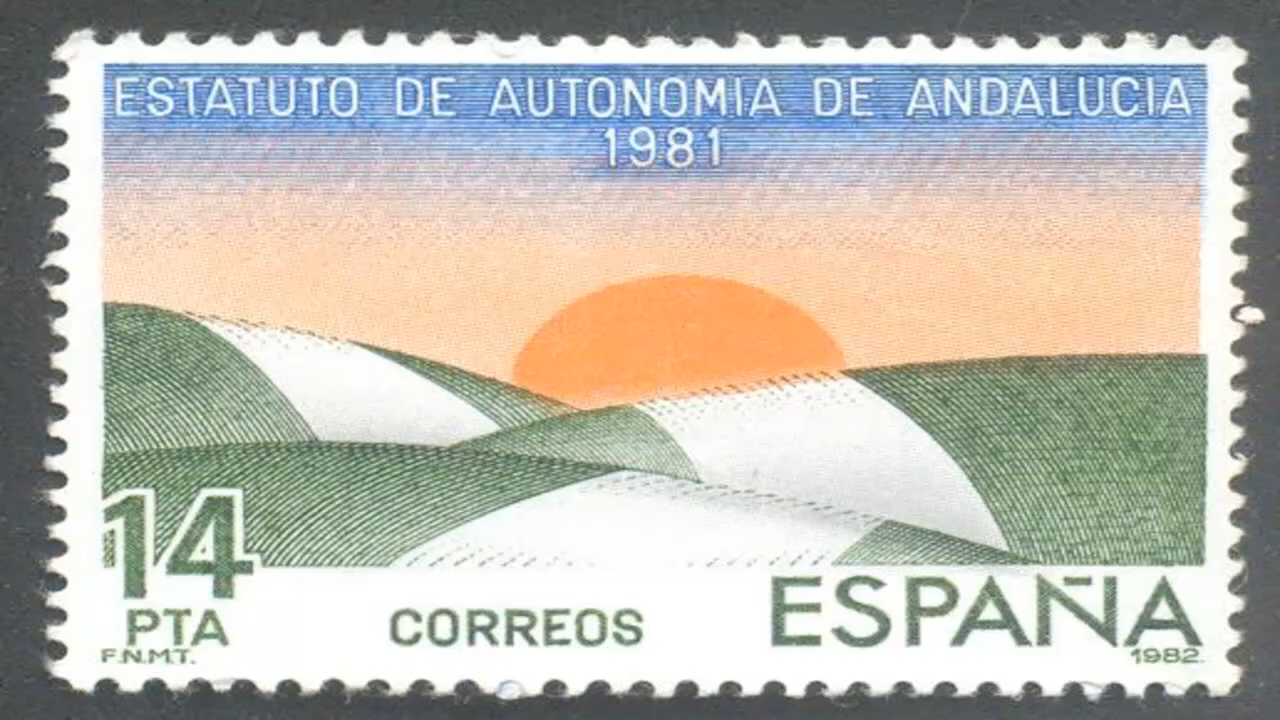 ESTATUTO DE AUTONOMIA DE ANDALUCIA
1981
14
PTA
CORREOS
ESPAÑA
F.N.M.T.
1982